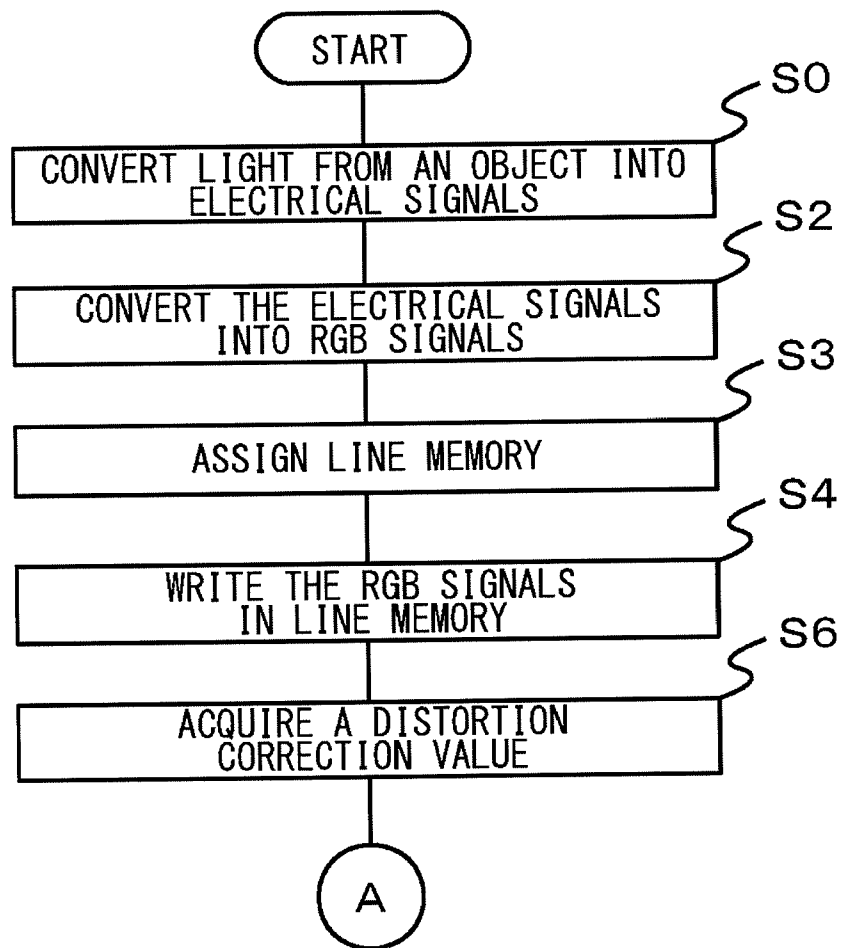 START
S0
CONVERT LIGHT FROM AN OBJECT INTO
ELECTRICAL SIGNALS
S2
CONVERT THE ELECTRICAL SIGNALS
INTO RGB SIGNALS
S3
ASSIGN LINE MEMORY
S4
WRITE THE RGB SIGNALS
IN LINE MEMORY
S6
ACQUIRE A DISTORTION
CORRECTION VALUE
A